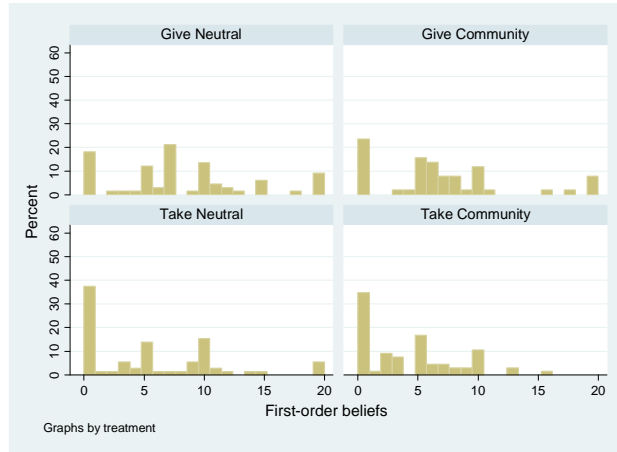 Give Neutral
Give Community
60
50
40
30
20
10
0
Take Neutral
Take Community
60
50
40
30
20
10
0
Percent
0 5 10 15 20
0 5 10 15 20
First-order beliefs
Graphs by treatment